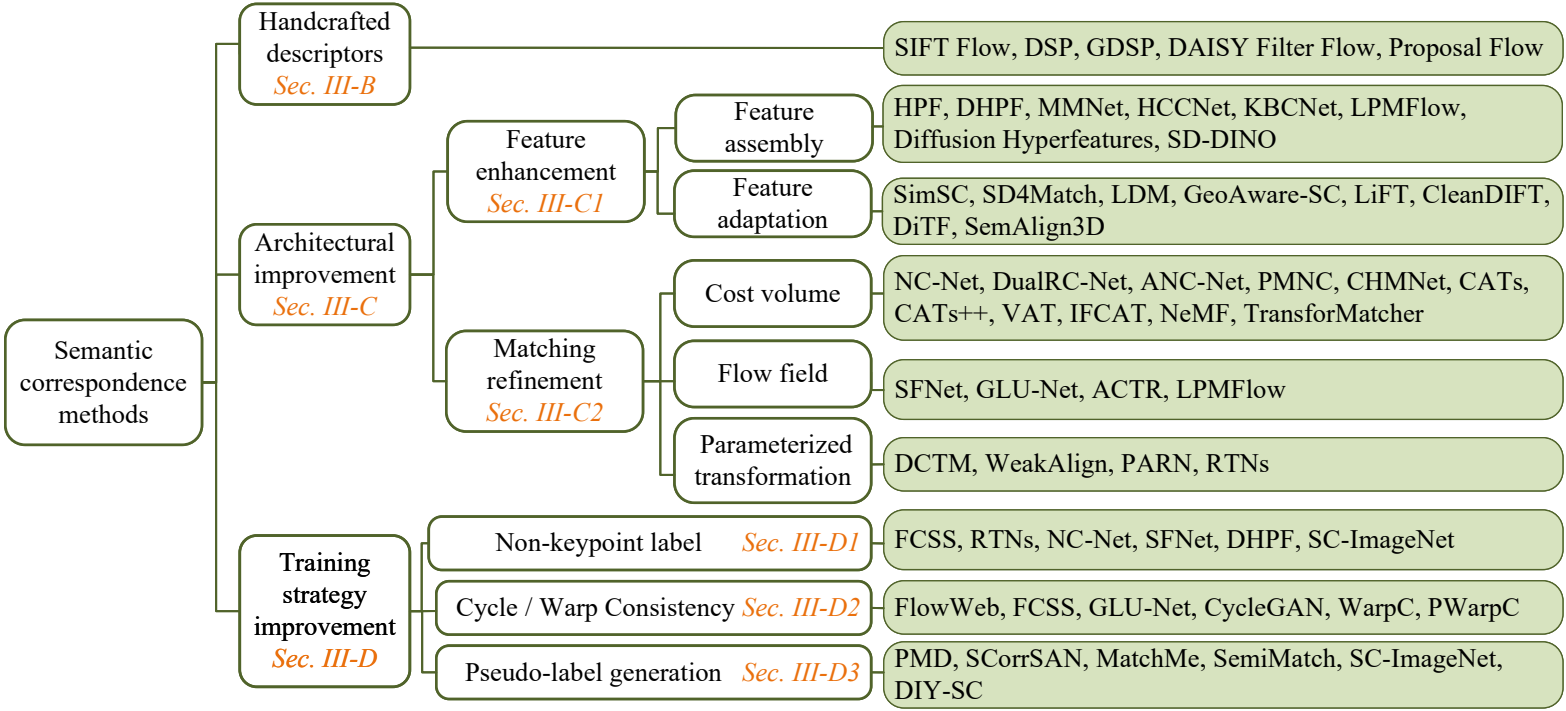 Semantic
correspondence
methods
Handcrafted
descriptors
Sec. III-B
SIFT Flow, DSP, GDSP, DAISY Filter Flow, Proposal Flow
Architectural
improvement
Sec. III-C
Feature
enhancement
Sec. III-C1
Feature
assembly
HPF, DHPF, MMNet, HCCNet, KBCNet, LPMFlow,
Diffusion Hyperfeatures, SD-DINO
Feature
adaptation
SimSC, SD4Match, LDM, GeoAware-SC, LiFT, CleanDIFT,
DiTF, SemAlign3D
Matching
refinement
Sec. III-C2
Cost volume
NC-Net, DualRC-Net, ANC-Net, PMNC, CHMNet, CATs,
CATs++, VAT, IFCAT, NeMF, TransforMatcher
Flow field
SFNet, GLU-Net, ACTR, LPMFlow
Parameterized
transformation
DCTM, WeakAlign, PARN, RTNs
Training
strategy
improvement
Sec. III-D
Non-keypoint label Sec. III-D1
FCSS, RTNs, NC-Net, SFNet, DHPF, SC-ImageNet
Cycle / Warp Consistency Sec. III-D2
FlowWeb, FCSS, GLU-Net, CycleGAN, WarpC, PWarpC
Pseudo-label generation Sec. III-D3
PMD, SCorrSAN, MatchMe, SemiMatch, SC-ImageNet,
DIY-SC